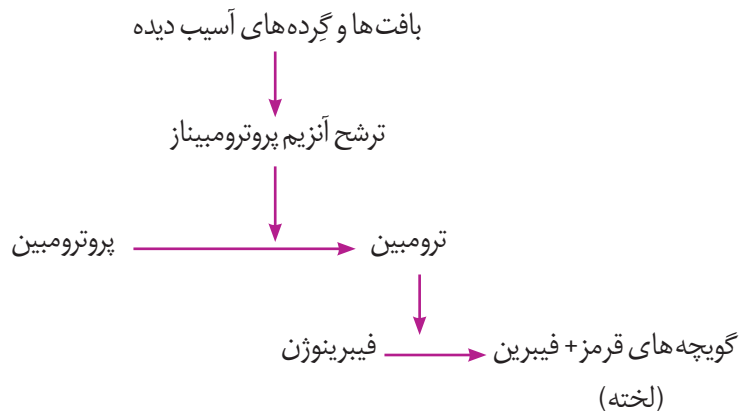 بافت‌ها و گِرده‌های آسیب دیده
ترشح آنزیم پروترومبیناز
پروترومبین
ترومبین
فیبرینوژن
گویچه‌های قرمز + فیبرین
(لخته)